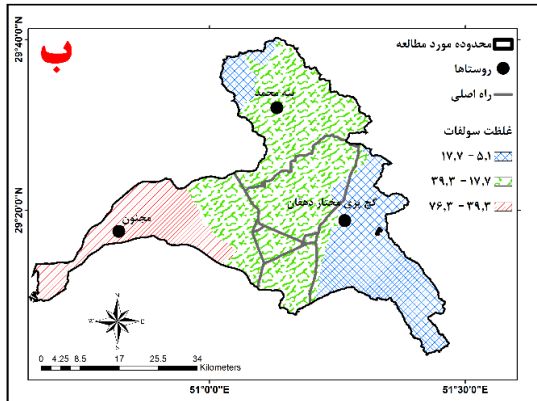 ب
محدوده مورد مطالعه
روستاها
راه اصلی
غلظت سولفات
۱۷,۷ - ۵,۱
۳۹,۳ - ۱۷,۷
۷۶,۳ - ۳۹,۳
تنبه محمد
گچ بری مختار دهقان
مجنون
29°40'0"N
29°20'0"N
N
W
E
S
0 4.25 8.5 17 25.5 34
Kilometers
51°0'0"E
51°30'0"E